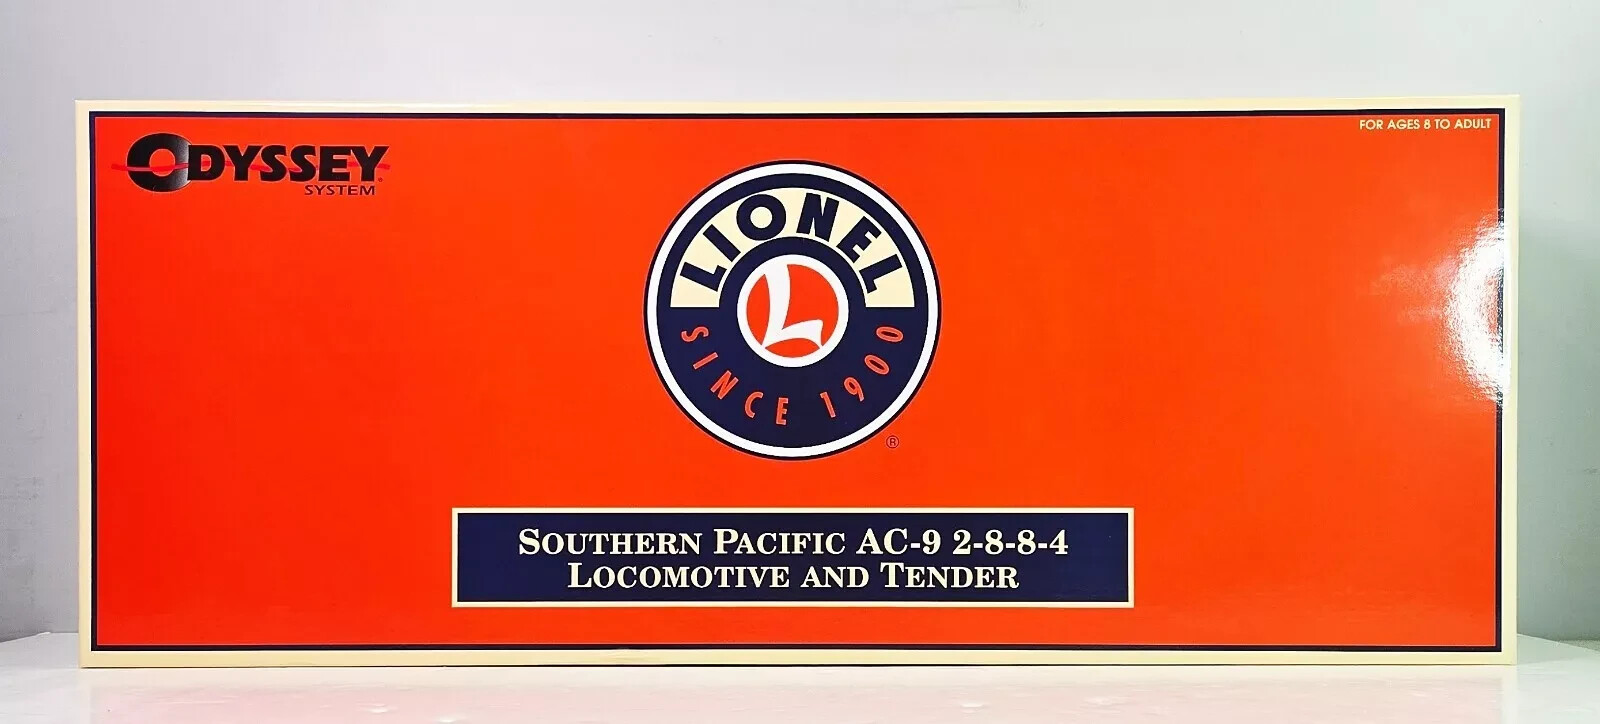 ODYSSEY
SYSTEM
FOR AGES 8 TO ADULT
LIONEL
L
SINCE 1900
®
SOUTHERN PACIFIC AC-9 2-8-8-4
LOCOMOTIVE AND TENDER